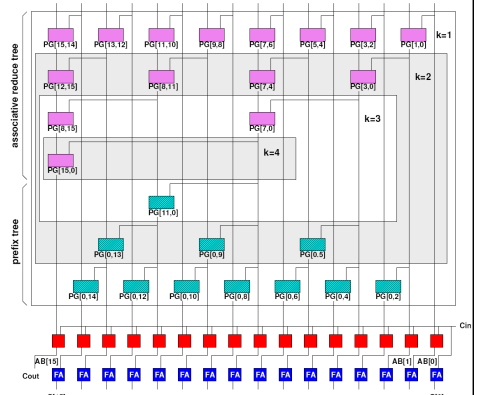 k=1
PG[15,14] PG[13,12] PG[11,10] PG[9,8] PG[7,6] PG[5,4] PG[3,2] PG[1,0]
k=2
PG[12,15] PG[8,11] PG[7,4] PG[3,0]
k=3
PG[8,15] PG[7,0]
k=4
PG[15,0]
associative reduce tree
PG[11,0]
PG[0,13] PG[0,9] PG[0,5]
PG[0,14] PG[0,12] PG[0,10] PG[0,8] PG[0,6] PG[0,4] PG[0,2]
prefix tree
Cin
AB[15] AB[1] AB[0]
Cout FA FA FA FA FA FA FA FA FA FA FA FA FA FA FA FA